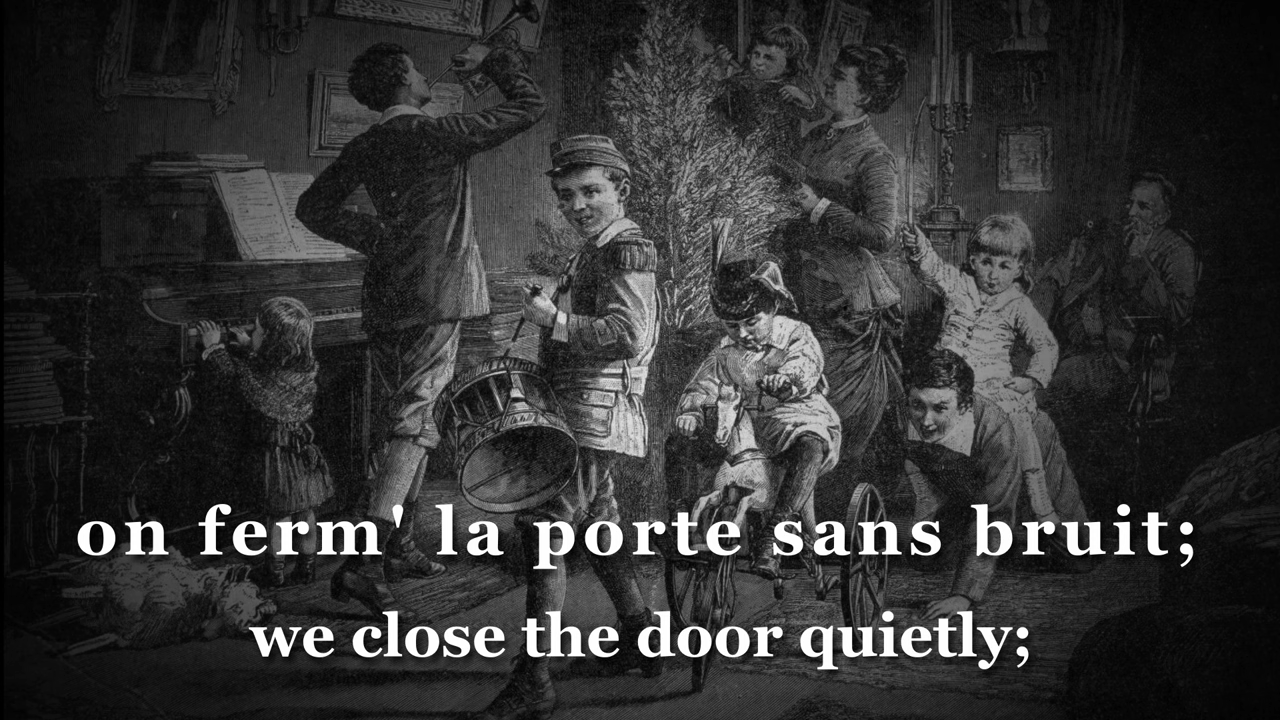 on ferm' la porte sans bruit;
we close the door quietly;